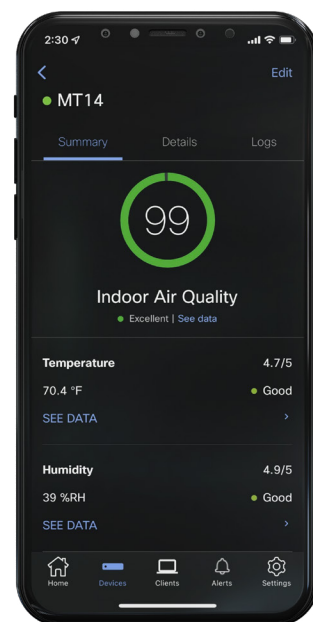 2:30
Edit
MT14
Summary Details Logs
99
Indoor Air Quality
Excellent | See data
Temperature 4.7/5
70.4 °F Good
SEE DATA
Humidity 4.9/5
39 %RH Good
SEE DATA
Home Devices Clients Alerts Settings